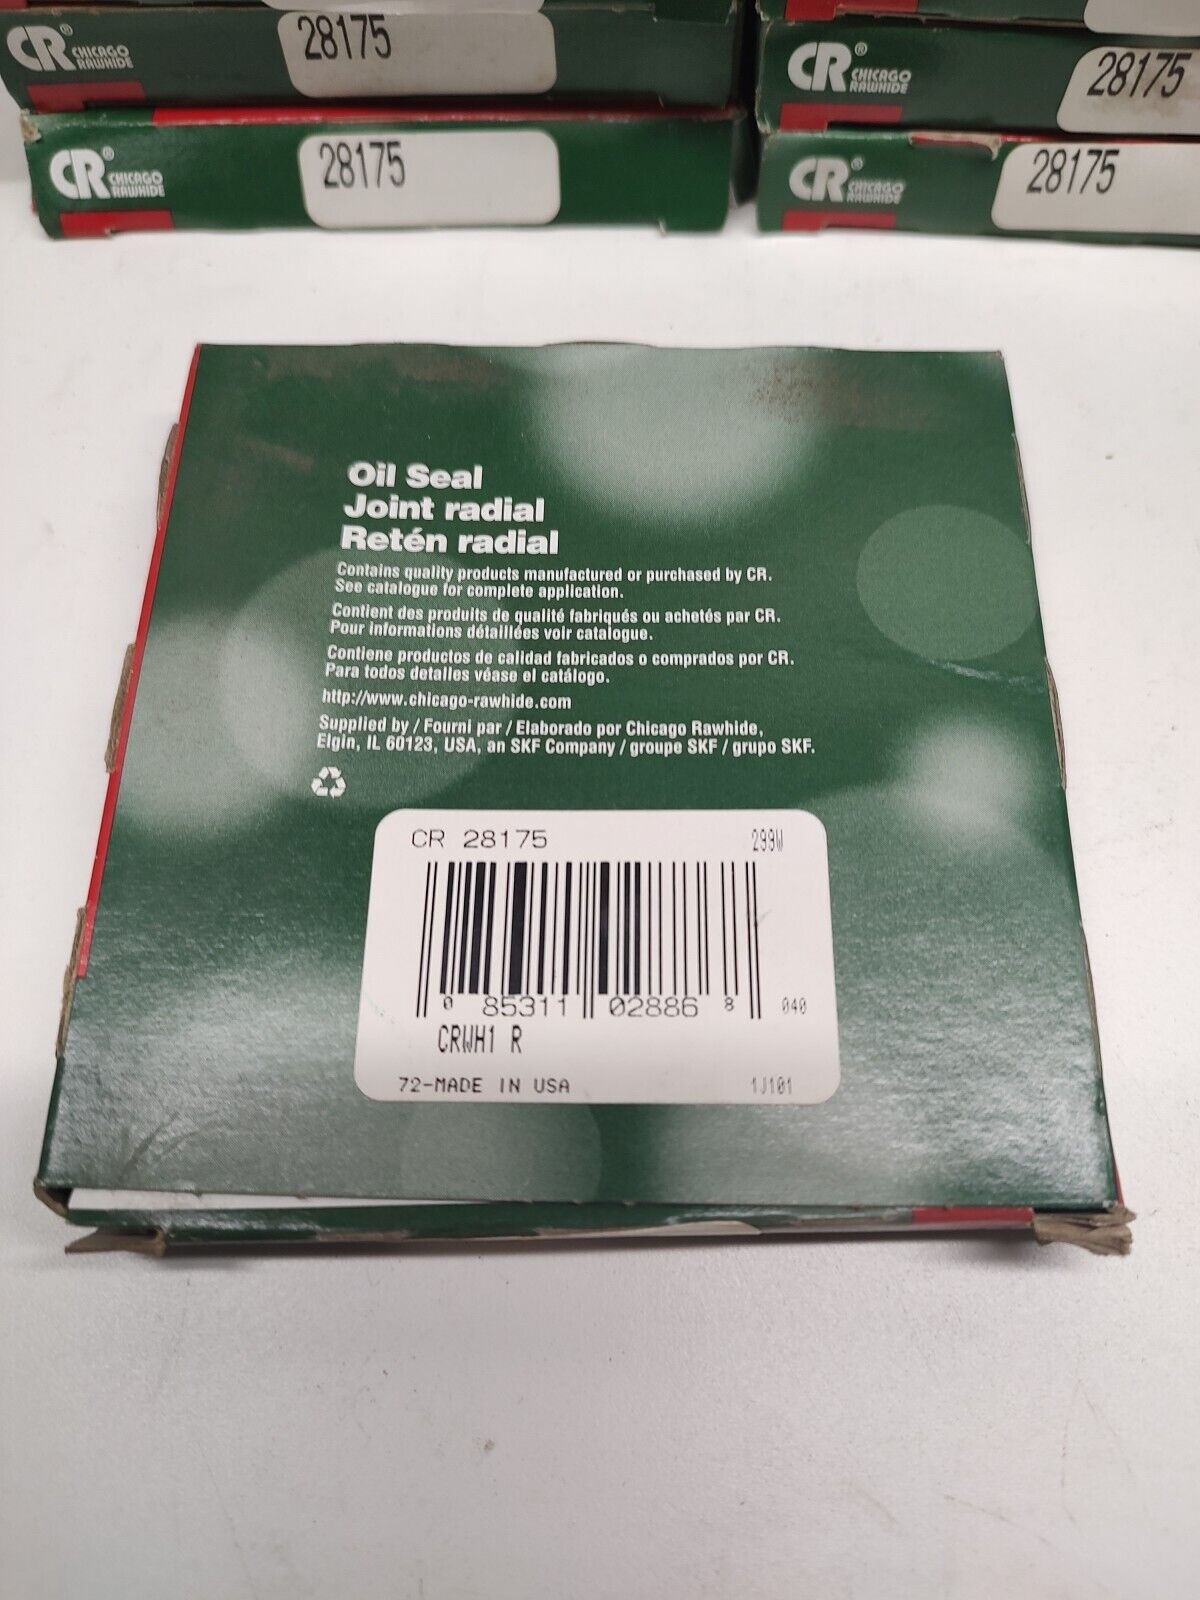 CR® CHICAGO RAWHIDE 28175
CR® CHICAGO RAWHIDE 28175
CR® CHICAGO RAWHIDE 28175
CR® CHICAGO RAWHIDE 28175
Oil Seal
Joint radial
Retén radial
Contains quality products manufactured or purchased by CR.
See catalogue for complete application.
Contient des produits de qualité fabriqués ou achetés par CR.
Pour informations détaillées voir catalogue.
Contiene productos de calidad fabricados o comprados por CR.
Para todos detalles véase el catálogo.
http://www.chicago-rawhide.com
Supplied by / Fourni par / Elaborado por Chicago Rawhide,
Elgin, IL 60123, USA, an SKF Company / groupe SKF / grupo SKF.
CR 28175 299W
0 85311 02886 8 040
CRWH1 R
72-MADE IN USA 1J101